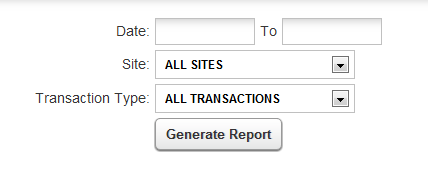 Date: To
Site: ALL SITES
Transaction Type: ALL TRANSACTIONS
Generate Report